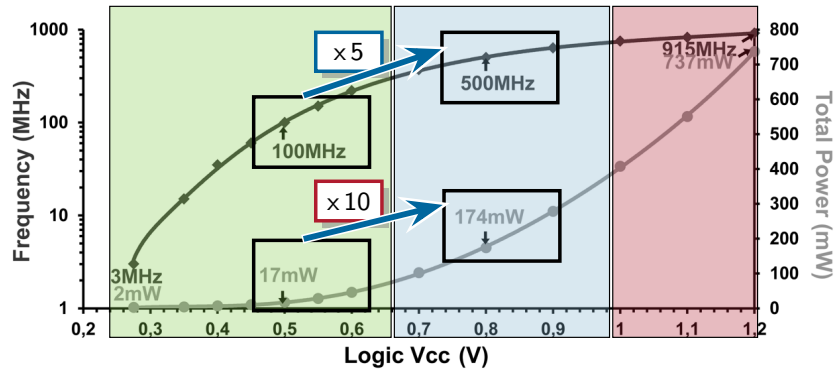 1000
100
10
1
Frequency (MHz)
x 5
x 10
100MHz
500MHz
915MHz
737mW
3MHz
2mW
17mW
174mW
800
700
600
500
400
300
200
100
0
Total Power (mW)
0,2 0,3 0,4 0,5 0,6 0,7 0,8 0,9 1 1,1 1,2
Logic Vcc (V)